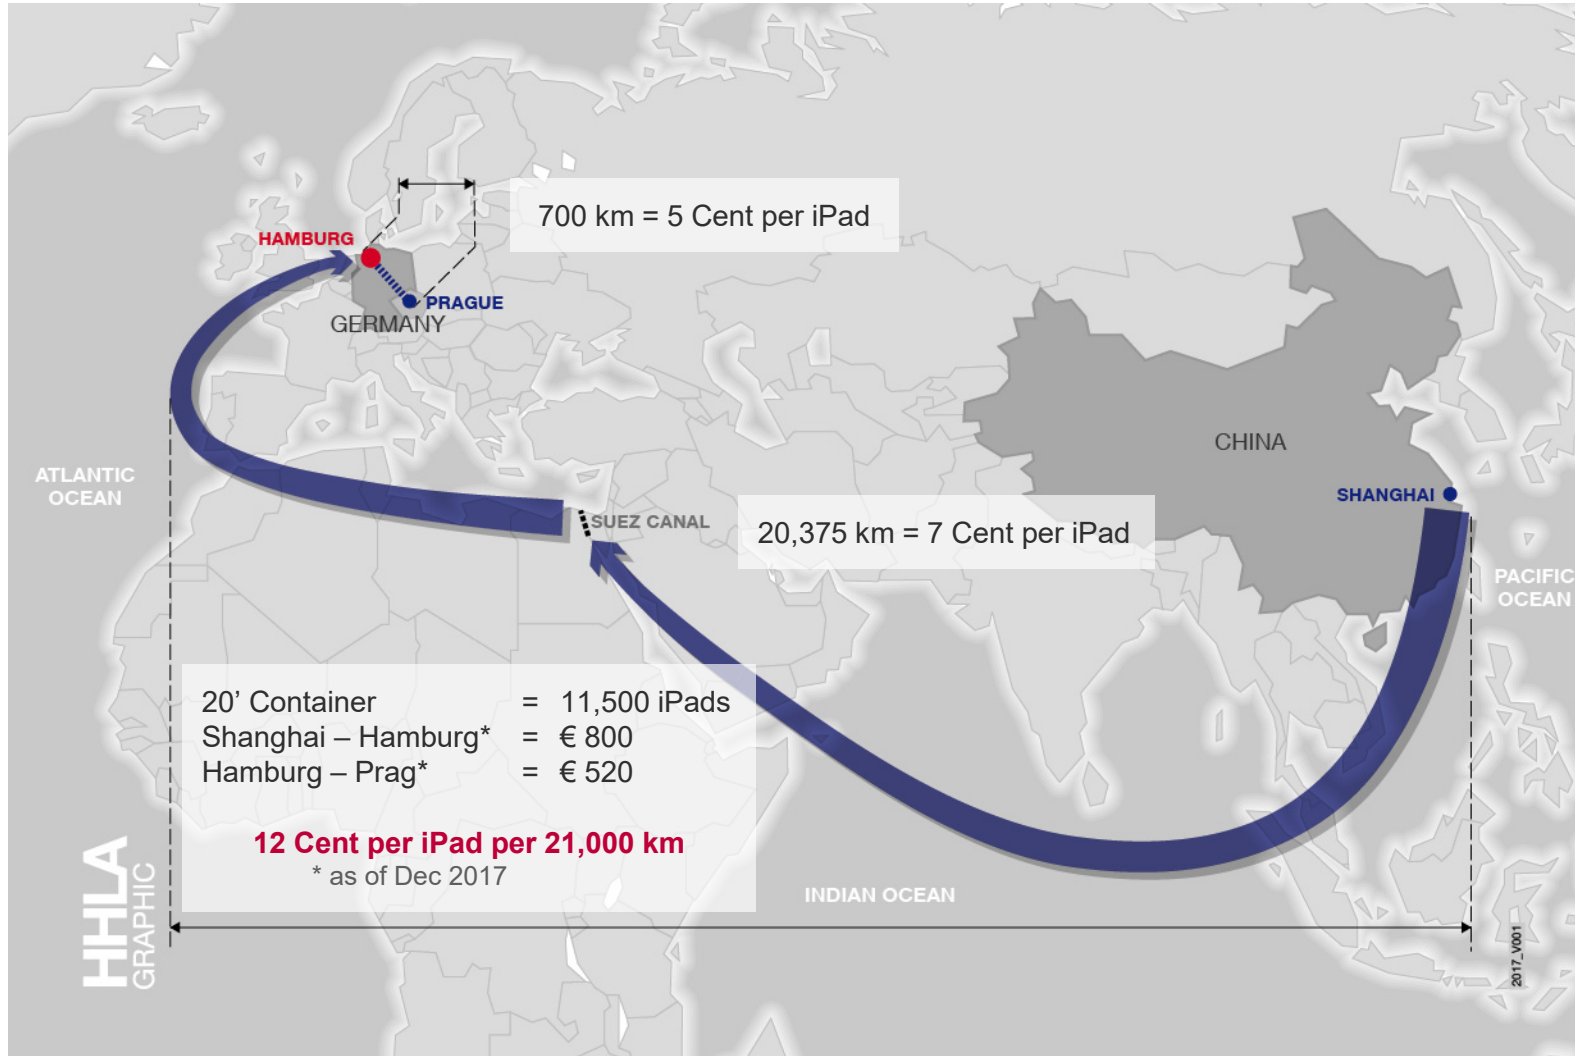 700 km = 5 Cent per iPad
HAMBURG
PRAGUE
GERMANY
CHINA
ATLANTIC
OCEAN
SHANGHAI
SUEZ CANAL
20,375 km = 7 Cent per iPad
PACIFIC
OCEAN
20’ Container = 11,500 iPads
Shanghai – Hamburg* = € 800
Hamburg – Prag* = € 520
12 Cent per iPad per 21,000 km
* as of Dec 2017
INDIAN OCEAN
HHLA
GRAPHIC
2017_V001